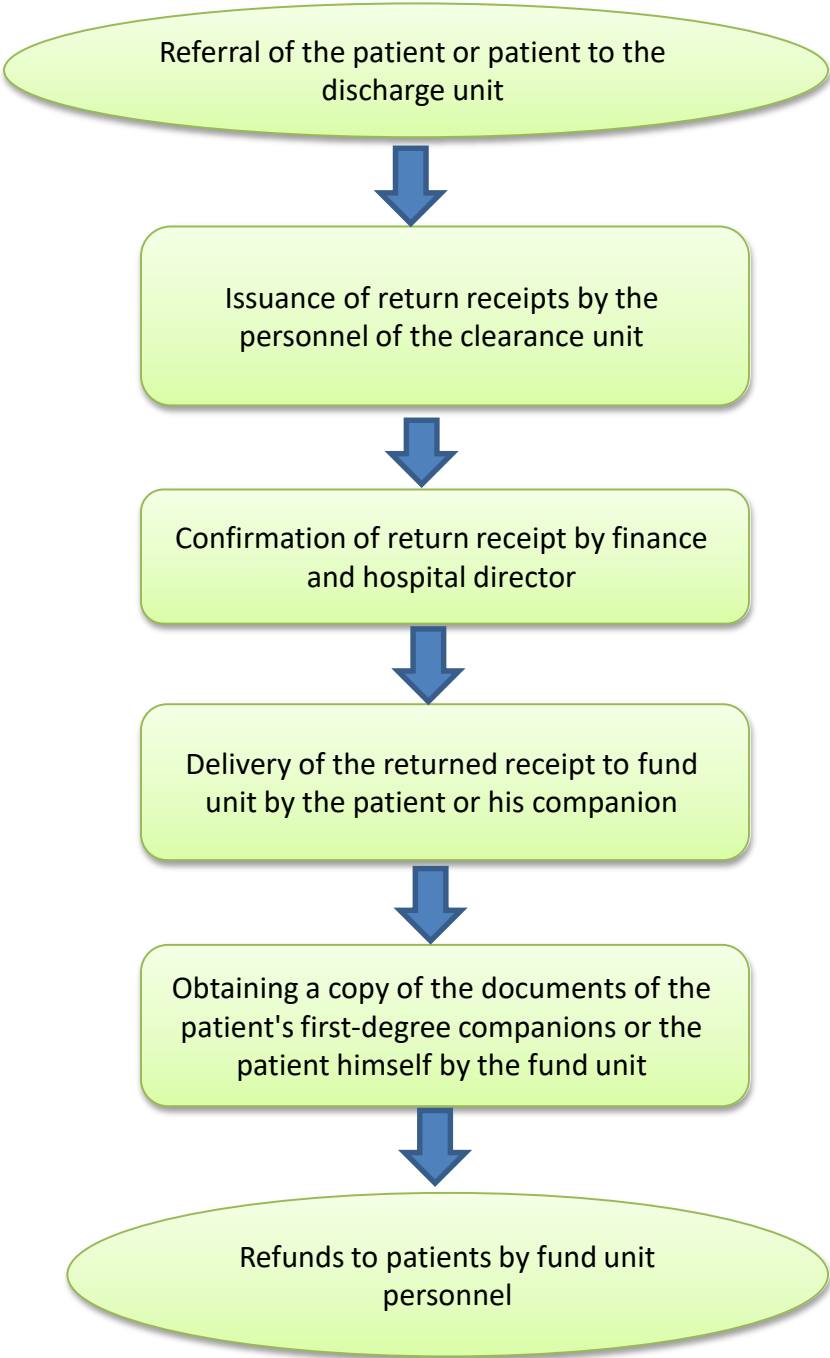 Referral of the patient or patient to the
discharge unit
Issuance of return receipts by the
personnel of the clearance unit
Confirmation of return receipt by finance
and hospital director
Delivery of the returned receipt to fund
unit by the patient or his companion
Obtaining a copy of the documents of the
patient's first-degree companions or the
patient himself by the fund unit
Refunds to patients by fund unit
personnel